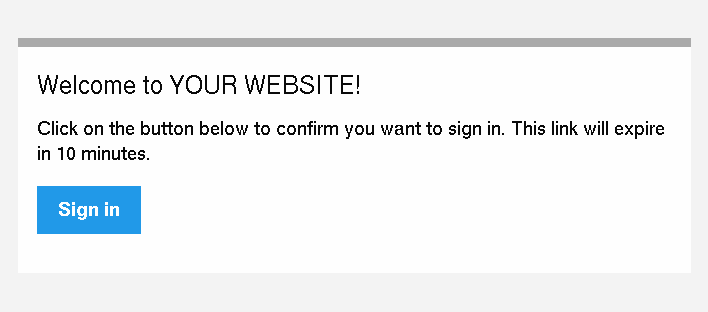 Welcome to YOUR WEBSITE!
Click on the button below to confirm you want to sign in. This link will expire
in 10 minutes.
Sign in